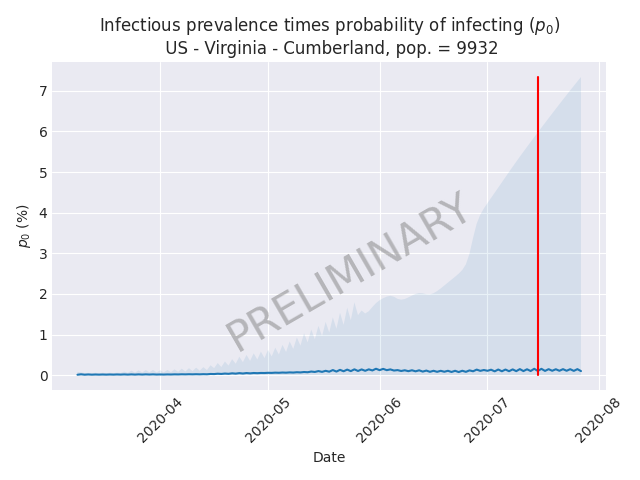 Infectious prevalence times probability of infecting (p₀)
US - Virginia - Cumberland, pop. = 9932
7
6
5
4
3
2
1
0
p₀ (%)
PRELIMINARY
2020-04
2020-05
2020-06
2020-07
2020-08
Date